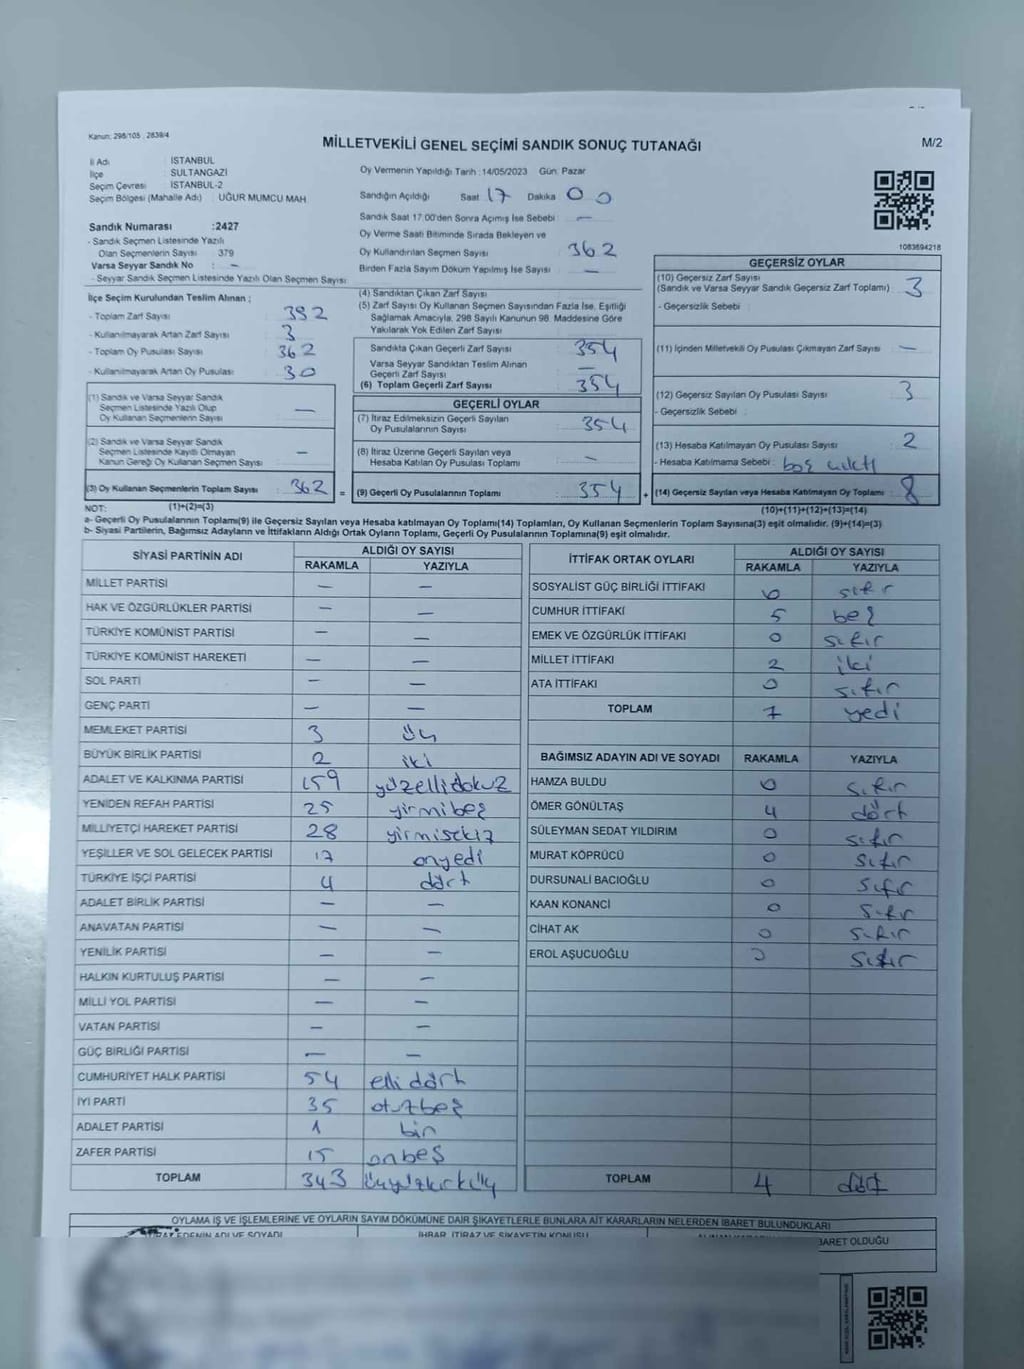 Kanun: 298/105 , 2839/4
MİLLETVEKİLİ GENEL SEÇİMİ SANDIK SONUÇ TUTANAĞI
M/2
İl Adı : İSTANBUL
İlçe : SULTANGAZİ
Seçim Çevresi : İSTANBUL-2
Seçim Bölgesi (Mahalle Adı) : UĞUR MUMCU MAH
Sandık Numarası :2427
- Sandık Seçmen Listesinde Yazılı
Olan Seçmenlerin Sayısı : 379
Varsa Seyyar Sandık No : —
- Seyyar Sandık Seçmen Listesinde Yazılı Olan Seçmen Sayısı
Oy Vermenin Yapıldığı Tarih : 14/05/2023 Gün: Pazar
Sandığın Açıldığı Saat 17 Dakika 00
Sandık Saat 17.00'den Sonra Açılmış İse Sebebi : —
Oy Verme Saati Bitiminde Sırada Bekleyen ve
Oy Kullandırılan Seçmen Sayısı 362
Birden Fazla Sayım Döküm Yapılmış İse Sayısı —
1083694218
İlçe Seçim Kurulundan Teslim Alınan ;
- Toplam Zarf Sayısı : 392
- Kullanılmayarak Artan Zarf Sayısı : 3
- Toplam Oy Pusulası Sayısı : 362
- Kullanılmayarak Artan Oy Pusulası : 30
(1) Sandık ve Varsa Seyyar Sandık
Seçmen Listesinde Yazılı Olup
Oy Kullanan Seçmenlerin Sayısı —
(2) Sandık ve Varsa Seyyar Sandık
Seçmen Listesinde Kayıtlı Olmayan
Kanun Gereği Oy Kullanan Seçmen Sayısı —
(3) Oy Kullanan Seçmenlerin Toplam Sayısı : 362 =
(1)+(2)=(3)
(4) Sandıktan Çıkan Zarf Sayısı
(5) Zarf Sayısı Oy Kullanan Seçmen Sayısından Fazla İse, Eşitliği
Sağlamak Amacıyla, 298 Sayılı Kanunun 98. Maddesine Göre
Yakılarak Yok Edilen Zarf Sayısı
Sandıkta Çıkan Geçerli Zarf Sayısı 354
Varsa Seyyar Sandıktan Teslim Alınan
Geçerli Zarf Sayısı —
(6) Toplam Geçerli Zarf Sayısı 354
GEÇERLİ OYLAR
(7) İtiraz Edilmeksizin Geçerli Sayılan
Oy Pusulalarının Sayısı 354
(8) İtiraz Üzerine Geçerli Sayılan veya
Hesaba Katılan Oy Pusulası Toplamı —
(9) Geçerli Oy Pusulalarının Toplamı 354 +
GEÇERSİZ OYLAR
(10) Geçersiz Zarf Sayısı
(Sandık ve Varsa Seyyar Sandık Geçersiz Zarf Toplamı) 3
- Geçersizlik Sebebi :
(11) İçinden Milletvekili Oy Pusulası Çıkmayan Zarf Sayısı —
(12) Geçersiz Sayılan Oy Pusulası Sayısı 3
- Geçersizlik Sebebi :
(13) Hesaba Katılmayan Oy Pusulası Sayısı 2
- Hesaba Katılmama Sebebi : boş çıktı
(14) Geçersiz Sayılan veya Hesaba Katılmayan Oy Toplamı 8
(10)+(11)+(12)+(13)=(14)
NOT:
a- Geçerli Oy Pusulalarının Toplamı(9) ile Geçersiz Sayılan veya Hesaba katılmayan Oy Toplamı(14) Toplamları, Oy Kullanan Seçmenlerin Toplam Sayısına(3) eşit olmalıdır. (9)+(14)=(3)
b- Siyasi Partilerin, Bağımsız Adayların ve İttifakların Aldığı Ortak Oyların Toplamı, Geçerli Oy Pusulalarının Toplamına(9) eşit olmalıdır.
SİYASİ PARTİNİN ADI ALDIĞI OY SAYISI
RAKAMLA YAZIYLA
MİLLET PARTİSİ — —
HAK VE ÖZGÜRLÜKLER PARTİSİ — —
TÜRKİYE KOMÜNİST PARTİSİ — —
TÜRKİYE KOMÜNİST HAREKETİ — —
SOL PARTİ — —
GENÇ PARTİ — —
MEMLEKET PARTİSİ 3 üç
BÜYÜK BİRLİK PARTİSİ 2 iki
ADALET VE KALKINMA PARTİSİ 159 yüzellidokuz
YENİDEN REFAH PARTİSİ 25 yirmibeş
MİLLİYETÇİ HAREKET PARTİSİ 28 yirmisekiz
YEŞİLLER VE SOL GELECEK PARTİSİ 17 onyedi
TÜRKİYE İŞÇİ PARTİSİ 4 dört
ADALET BİRLİK PARTİSİ — —
ANAVATAN PARTİSİ — —
YENİLİK PARTİSİ — —
HALKIN KURTULUŞ PARTİSİ — —
MİLLİ YOL PARTİSİ — —
VATAN PARTİSİ — —
GÜÇ BİRLİĞİ PARTİSİ — —
CUMHURİYET HALK PARTİSİ 54 elli dört
İYİ PARTİ 35 otuzbeş
ADALET PARTİSİ 1 bir
ZAFER PARTİSİ 15 onbeş
TOPLAM 343 üçyüzkırküç
İTTİFAK ORTAK OYLARI ALDIĞI OY SAYISI
RAKAMLA YAZIYLA
SOSYALİST GÜÇ BİRLİĞİ İTTİFAKI 0 sıfır
CUMHUR İTTİFAKI 5 beş
EMEK VE ÖZGÜRLÜK İTTİFAKI 0 sıfır
MİLLET İTTİFAKI 2 iki
ATA İTTİFAKI 0 sıfır
TOPLAM 7 yedi
BAĞIMSIZ ADAYIN ADI VE SOYADI RAKAMLA YAZIYLA
HAMZA BULDU 0 sıfır
ÖMER GÖNÜLTAŞ 4 dört
SÜLEYMAN SEDAT YILDIRIM 0 sıfır
MURAT KÖPRÜCÜ 0 sıfır
DURSUNALİ BACIOĞLU 0 sıfır
KAAN KONANCİ 0 sıfır
CİHAT AK 0 sıfır
EROL AŞUCUOĞLU 0 sıfır
TOPLAM 4 dört
OYLAMA İŞ VE İŞLEMLERİNE VE OYLARIN SAYIM DÖKÜMÜNE DAİR ŞİKAYETLERLE BUNLARA AİT KARARLARIN NELERDEN İBARET BULUNDUKLARI
İTİRAZ EDENİN ADI VE SOYADI İHBAR, İTİRAZ VE ŞİKAYETİN KONUSU İBARET OLDUĞU